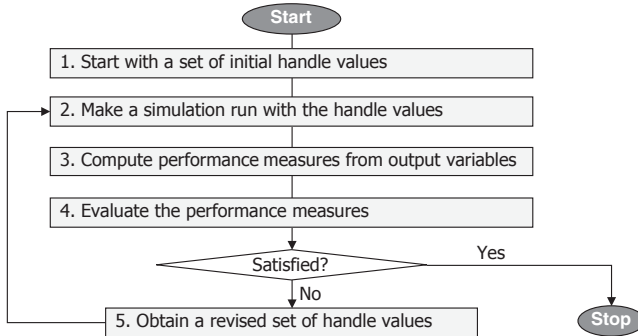 Start
1. Start with a set of initial handle values
2. Make a simulation run with the handle values
3. Compute performance measures from output variables
4. Evaluate the performance measures
Satisfied?
Yes
No
5. Obtain a revised set of handle values
Stop